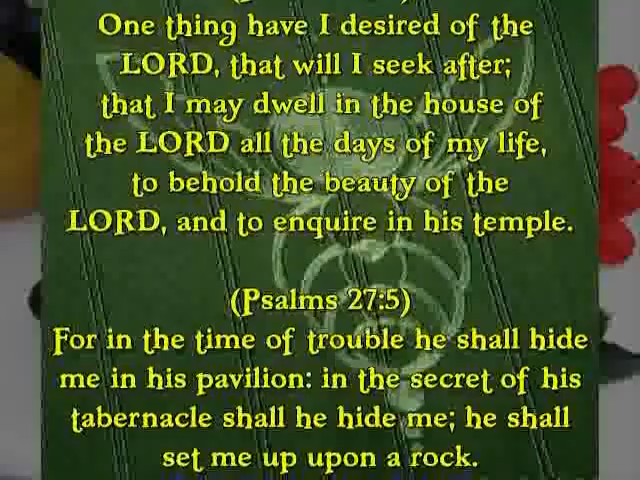 One thing have I desired of the
LORD, that will I seek after;
that I may dwell in the house of
the LORD all the days of my life,
to behold the beauty of the
LORD, and to enquire in his temple.
(Psalms 27:5)
For in the time of trouble he shall hide
me in his pavilion: in the secret of his
tabernacle shall he hide me; he shall
set me up upon a rock.